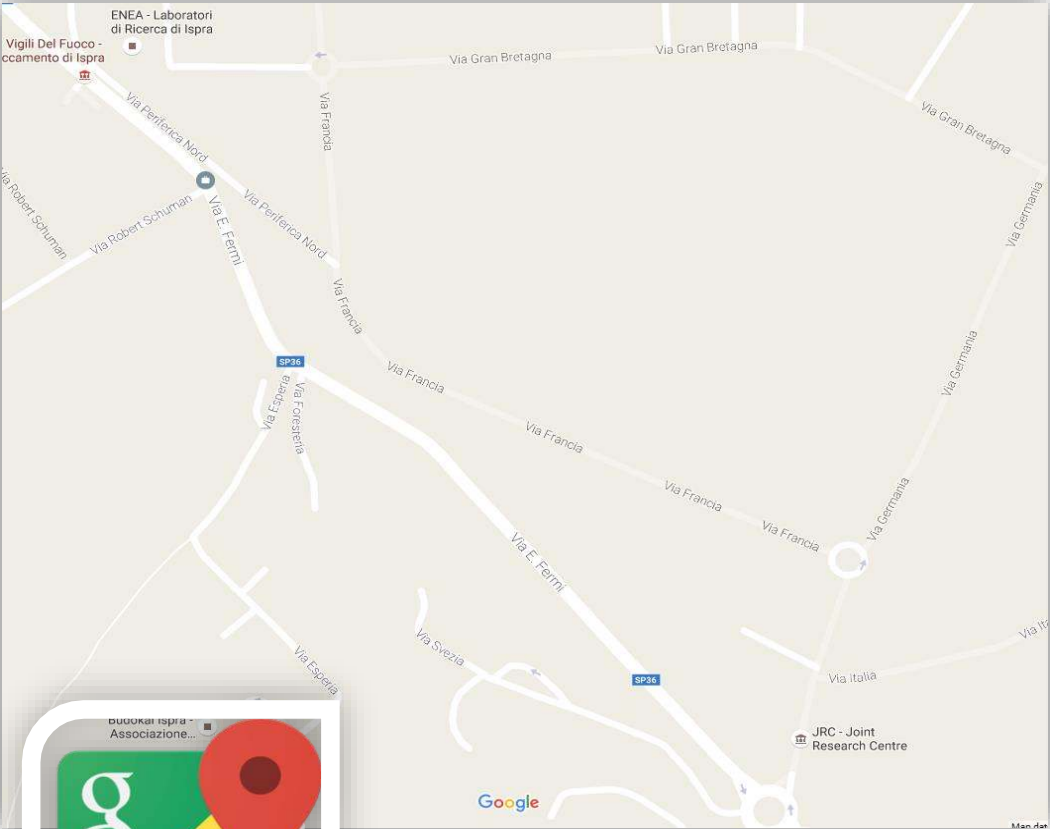 ENEA - Laboratori
di Ricerca di Ispra
Vigili Del Fuoco -
ccamento di Ispra
Via Gran Bretagna
Via Gran Bretagna
Via Gran Bretagna
Via Periferica Nord
Via Francia
Via Robert Schuman
Via Robert Schuman
Via E. Fermi
Via Periferica Nord
Via Germania
Via Francia
SP36
Via Esperia
Via Foresteria
Via Francia
Via Germania
Via Francia
Via Francia
Via Francia
Via Germania
Via E. Fermi
Via Svezia
Via Esperia
SP36
Via Italia
Via Ita
JRC - Joint
Research Centre
Budokai Ispra -
Associazione...
g
Google
Map dat